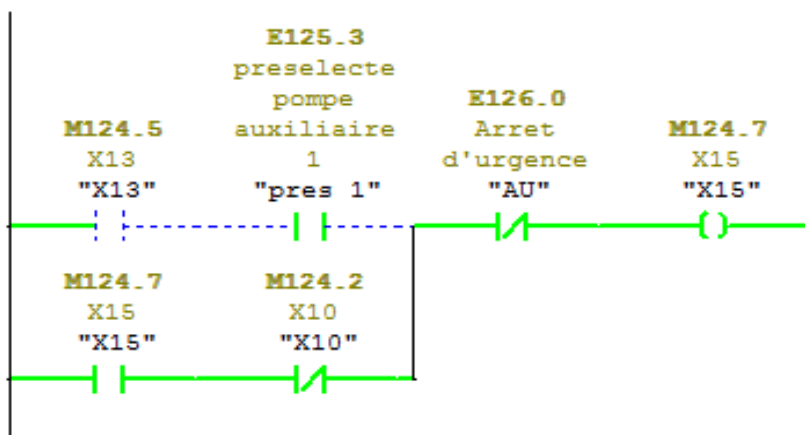 E125.3
preselecte
pompe
auxiliaire
1
"pres 1"
E126.0
Arret
d'urgence
"AU"
M124.5
X13
"X13"
M124.7
X15
"X15"
M124.7
X15
"X15"
M124.2
X10
"X10"